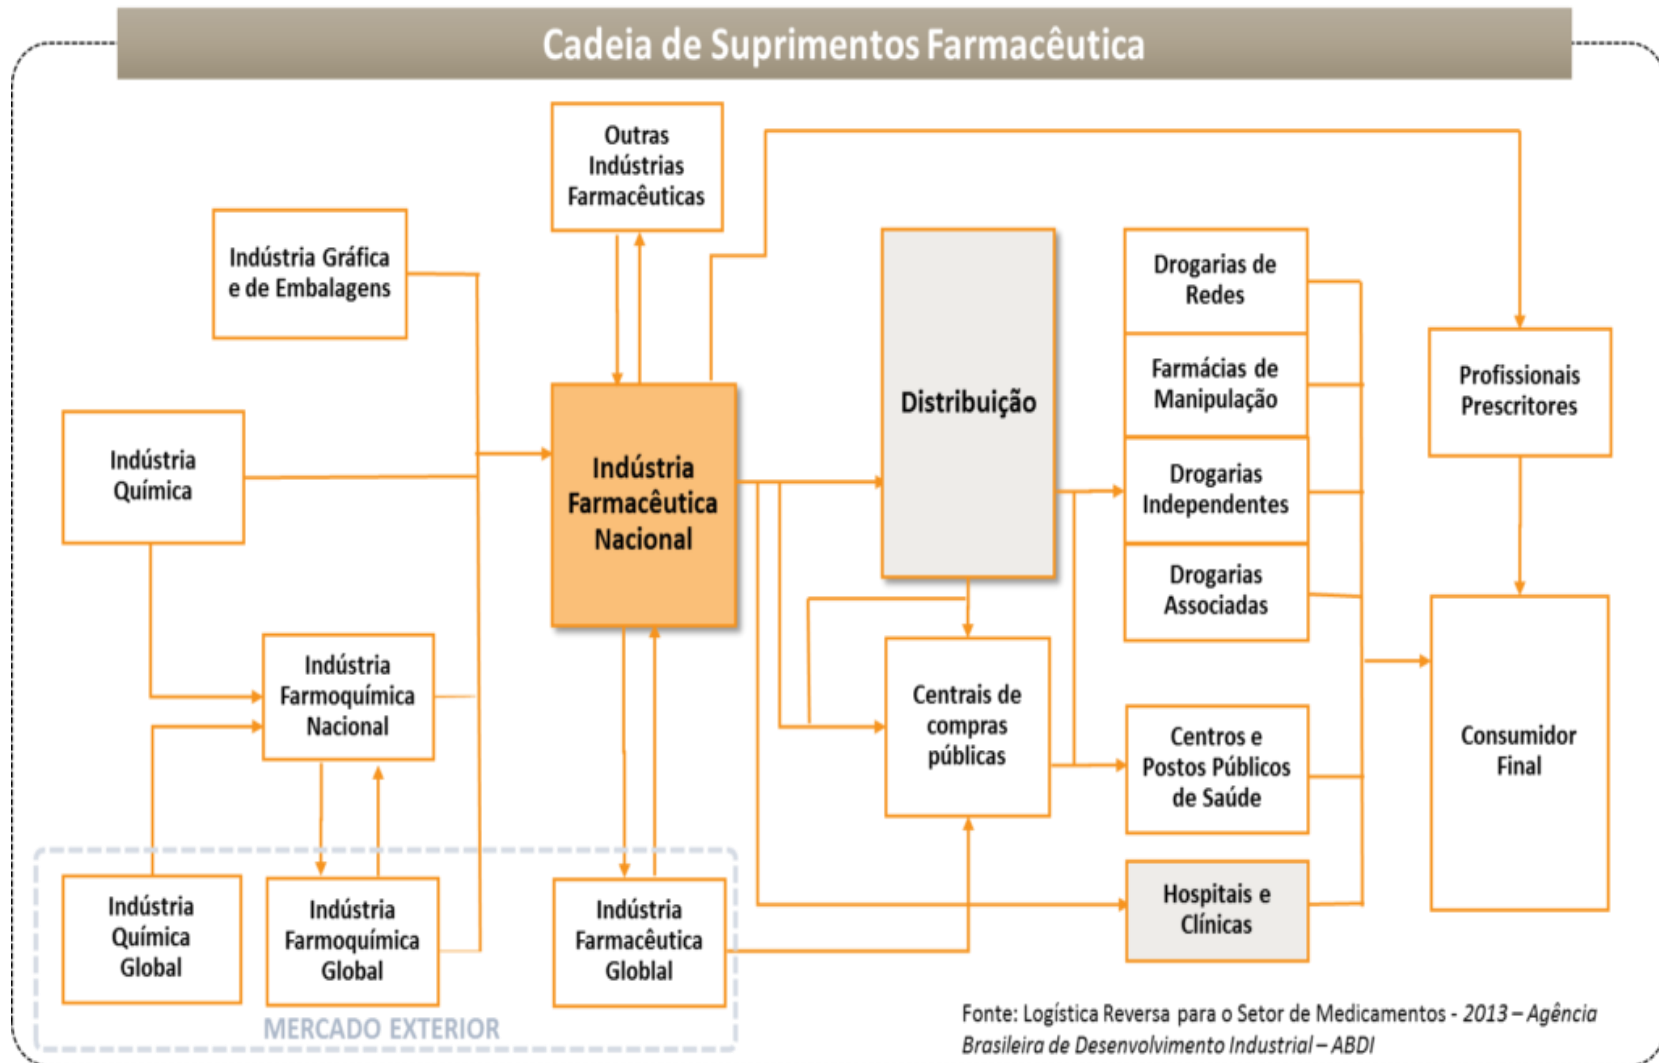 Cadeia de Suprimentos Farmacêutica
Outras
Indústrias
Farmacêuticas
Indústria Gráfica
e de Embalagens
Indústria
Química
Indústria
Farmoquímica
Nacional
Indústria
Farmacêutica
Nacional
Distribuição
Centrais de
compras
públicas
Drogarias de
Redes
Farmácias de
Manipulação
Drogarias
Independentes
Drogarias
Associadas
Centros e
Postos Públicos
de Saúde
Hospitais e
Clínicas
Profissionais
Prescritores
Consumidor
Final
Indústria
Química
Global
Indústria
Farmoquímica
Global
Indústria
Farmacêutica
Globlal
MERCADO EXTERIOR
Fonte: Logística Reversa para o Setor de Medicamentos - 2013 – Agência
Brasileira de Desenvolvimento Industrial – ABDI